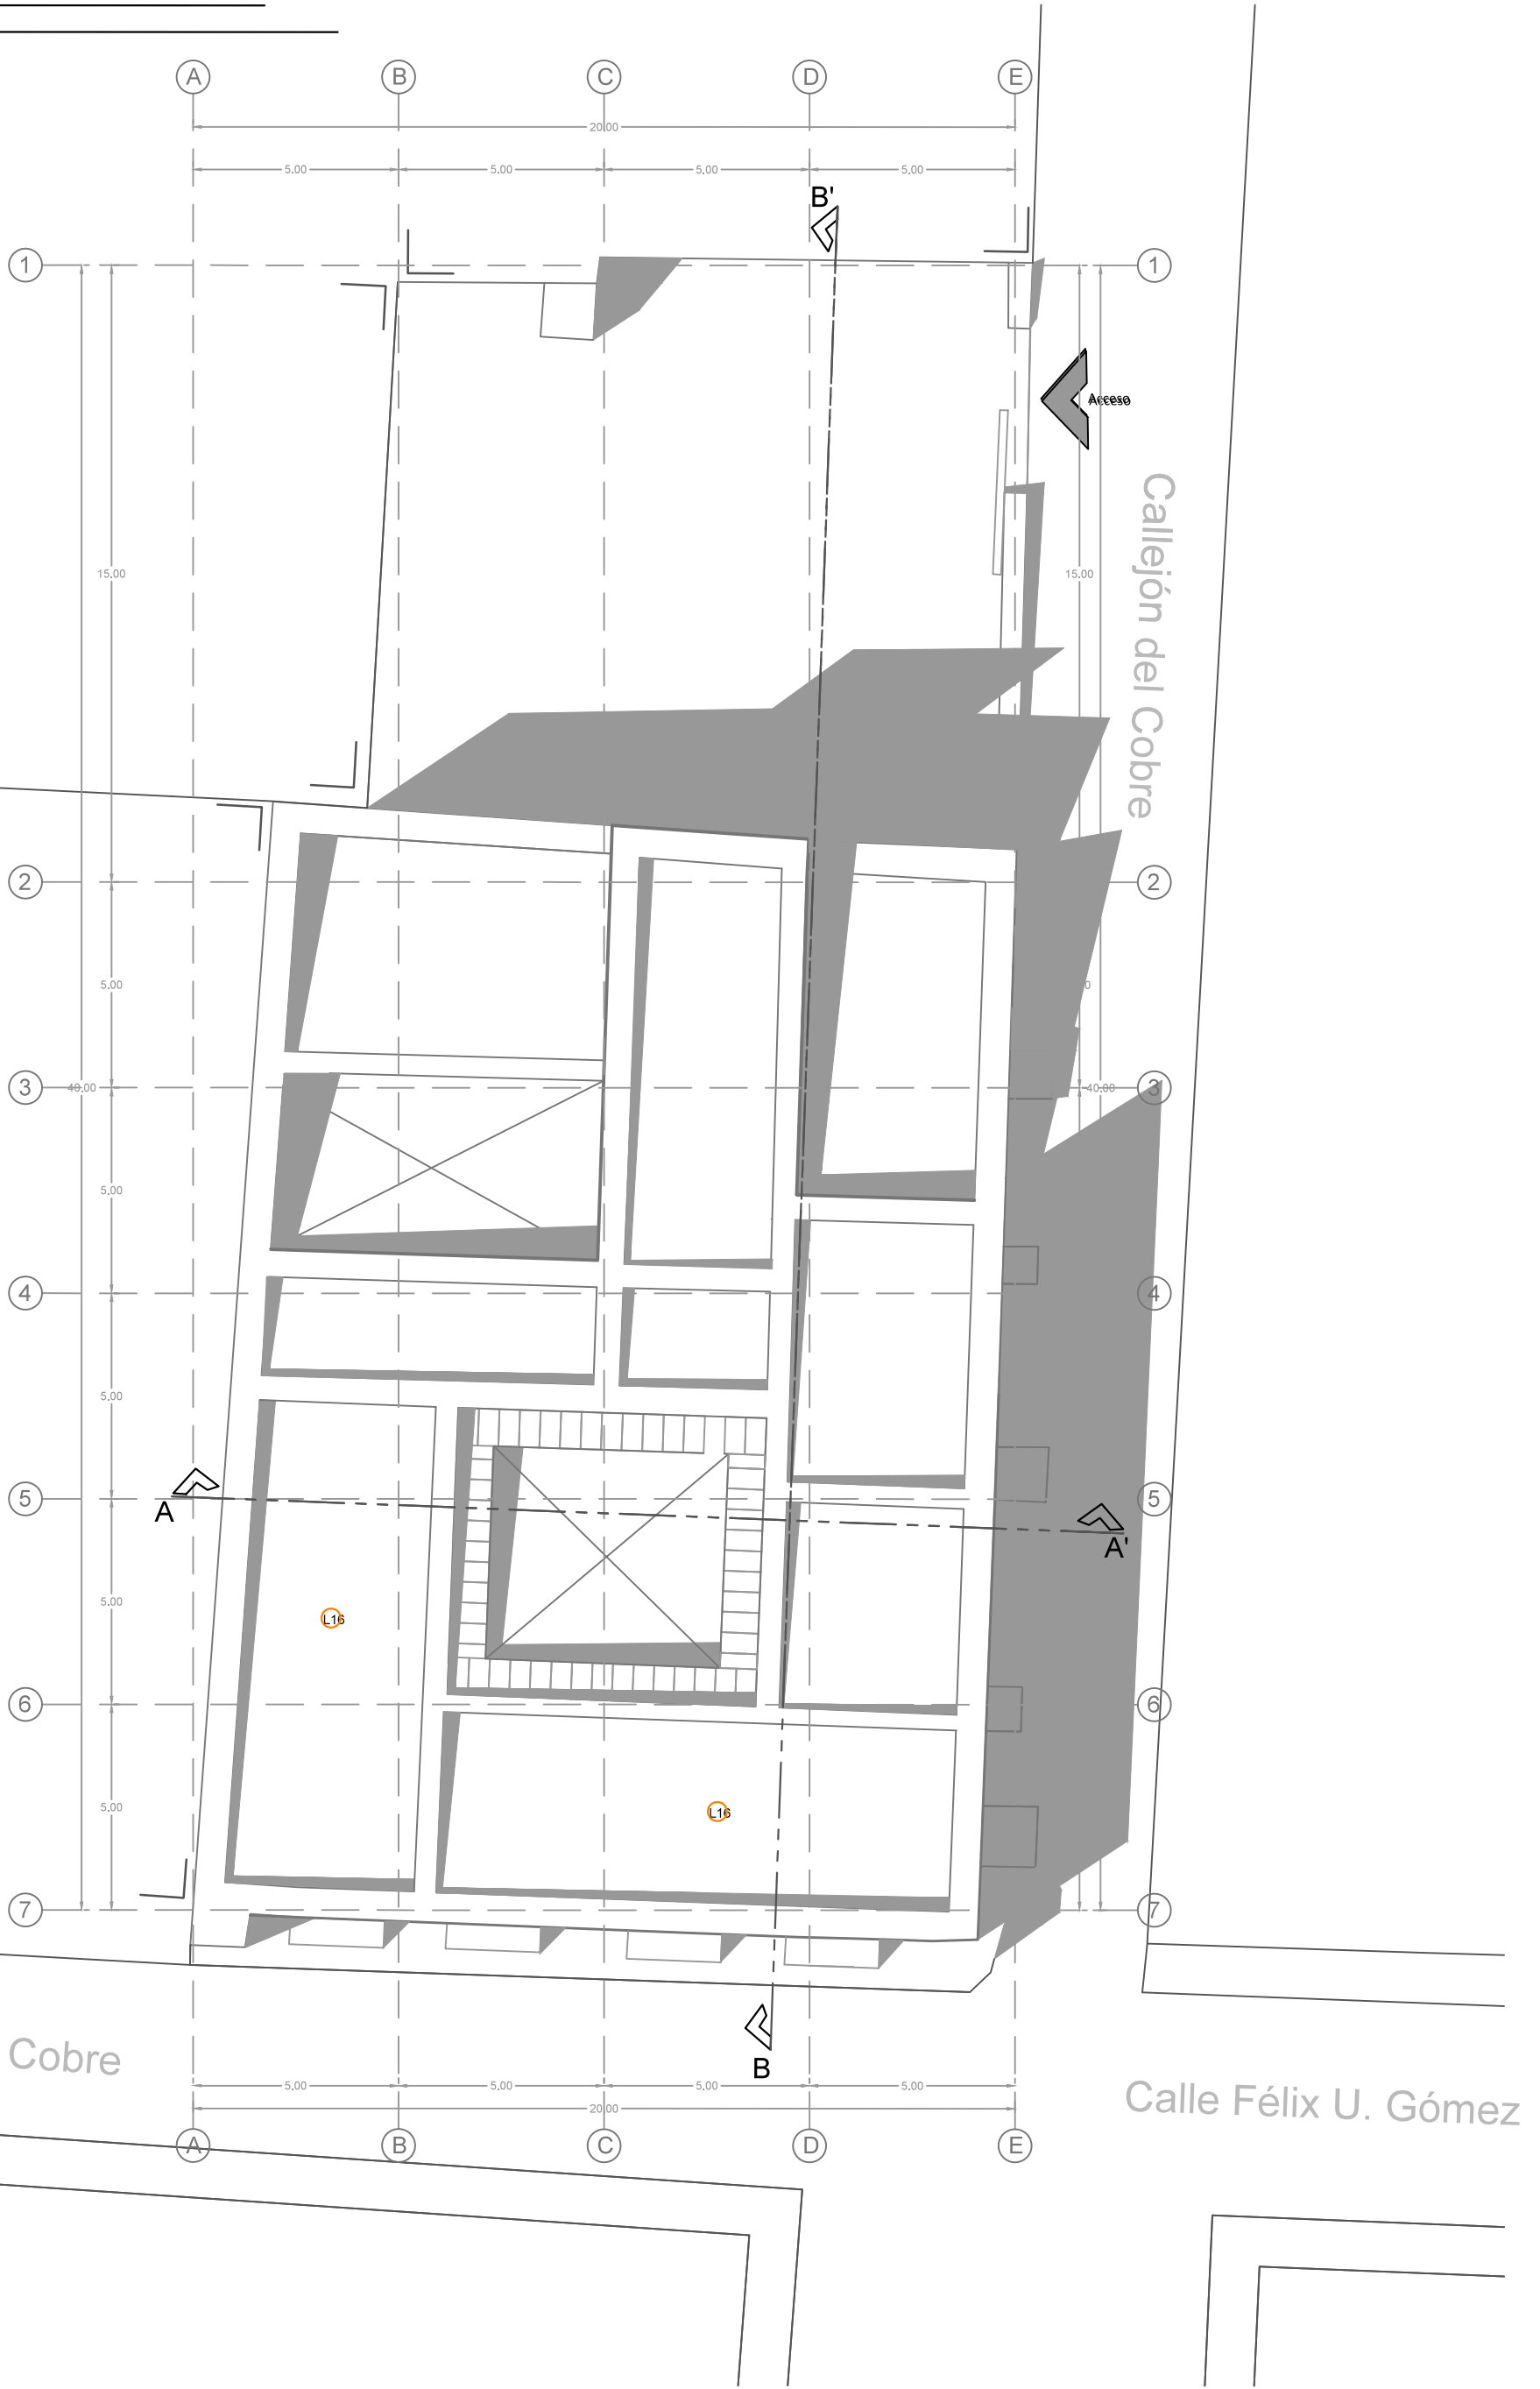 A B C D E
20.00
5.00 5.00 5.00 5.00
B'
1 1
Acceso
Acceso
Callejón del Cobre
15.00 15.00
2 2
5.00
3 40.00 40.00 3
5.00
4 4
5.00
5 5
A A'
5.00
L16
6 6
5.00
L16
7 7
B
Cobre
5.00 5.00 5.00 5.00
Calle Félix U. Gómez
20.00
A B C D E